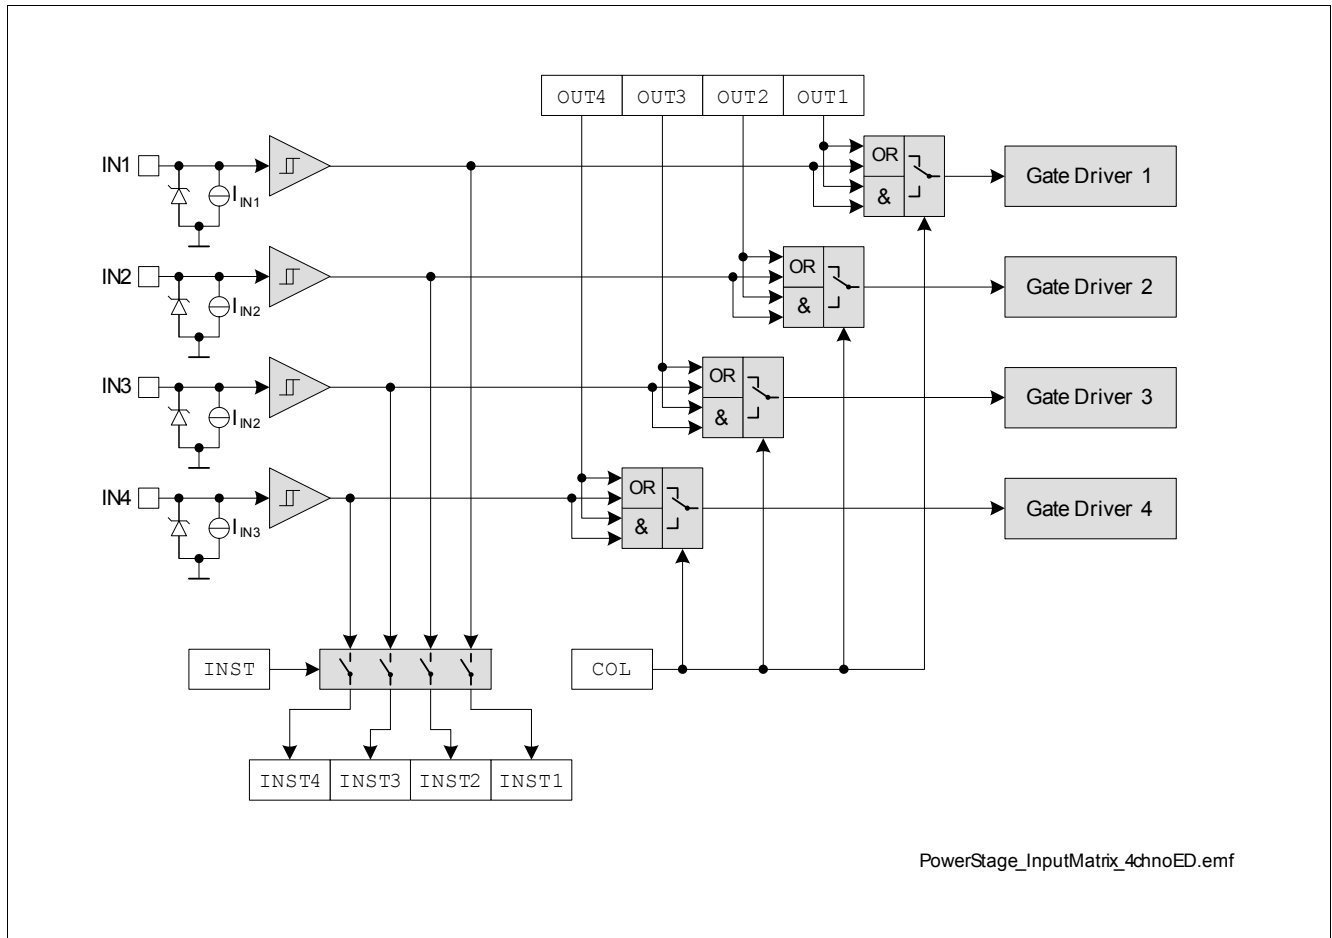 OUT4 OUT3 OUT2 OUT1
IN1
I IN1
OR
&
Gate Driver 1
IN2
I IN2
OR
&
Gate Driver 2
IN3
I IN2
OR
&
Gate Driver 3
IN4
I IN3
OR
&
Gate Driver 4
INST
COL
INST4 INST3 INST2 INST1
PowerStage_InputMatrix_4chnoED.emf